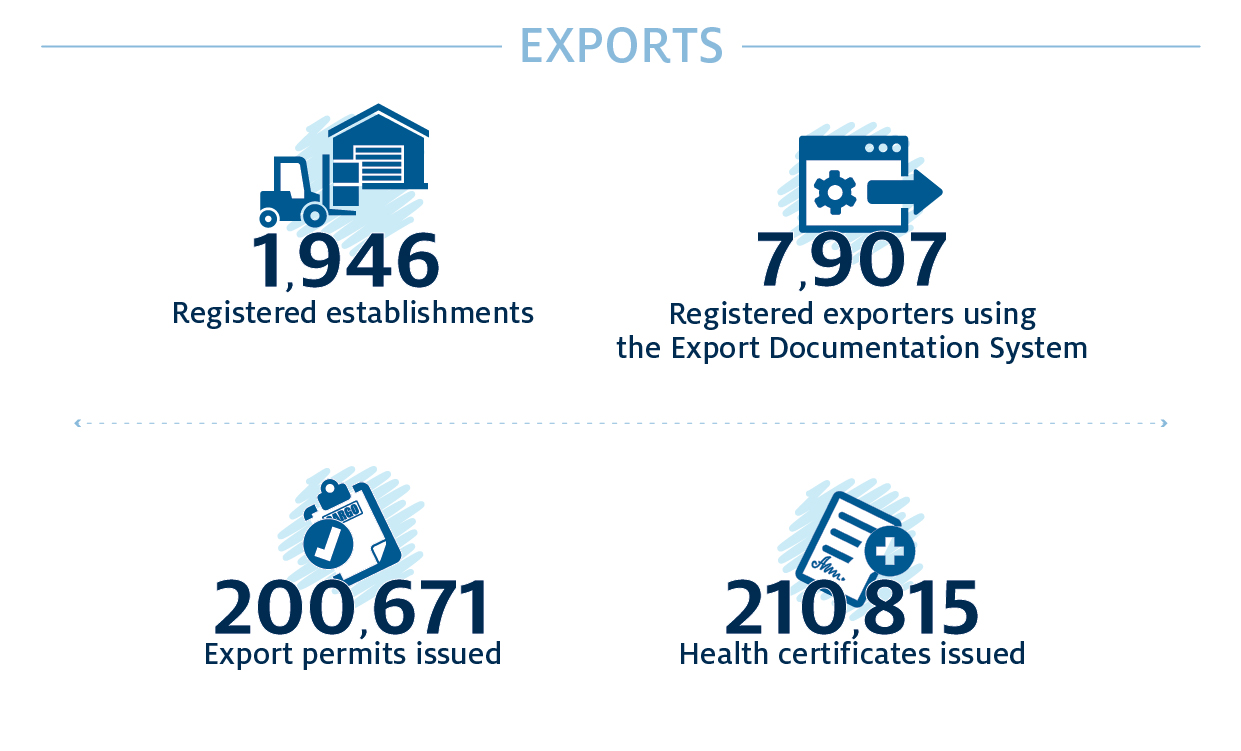 EXPORTS
1,946
Registered establishments
7,907
Registered exporters using
the Export Documentation System
200,671
Export permits issued
210,815
Health certificates issued